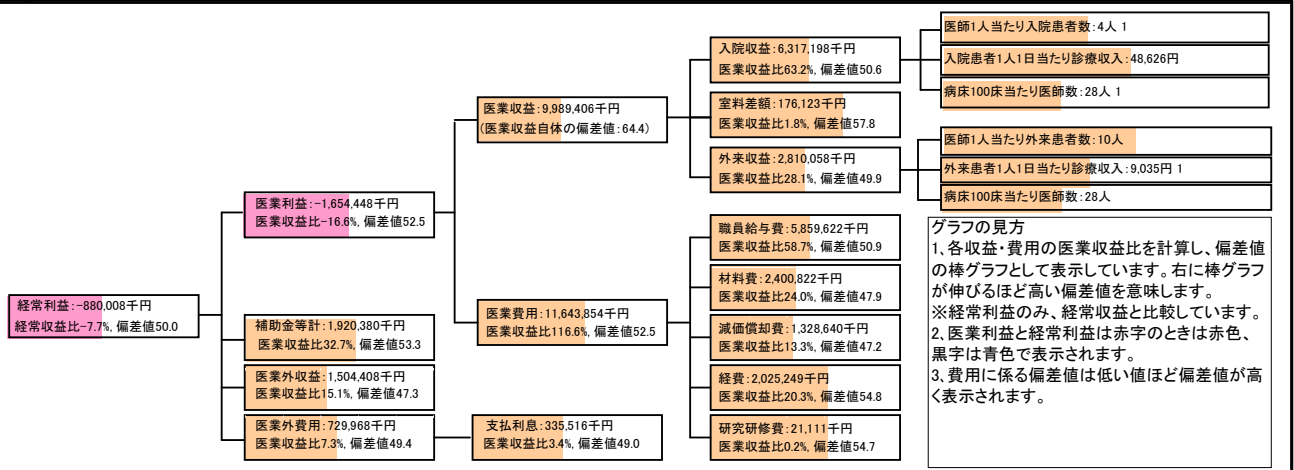 経常利益:-880,008千円
経常収益比-7.7%, 偏差値50.0
医業利益:-1,654,448千円
医業収益比-16.6%, 偏差値52.5
補助金等計:1,920,380千円
医業収益比32.7%, 偏差値53.3
医業外収益:1,504,408千円
医業収益比15.1%, 偏差値47.3
医業外費用:729,968千円
医業収益比7.3%, 偏差値49.4
支払利息:335,516千円
医業収益比3.4%, 偏差値49.0
医業収益:9,989,406千円
(医業収益自体の偏差値:64.4)
医業費用:11,643,854千円
医業収益比116.6%, 偏差値52.5
入院収益:6,317,198千円
医業収益比63.2%, 偏差値50.6
室料差額:176,123千円
医業収益比1.8%, 偏差値57.8
外来収益:2,810,058千円
医業収益比28.1%, 偏差値49.9
職員給与費:5,859,622千円
医業収益比58.7%, 偏差値50.9
材料費:2,400,822千円
医業収益比24.0%, 偏差値47.9
減価償却費:1,328,640千円
医業収益比13.3%, 偏差値47.2
経費:2,025,249千円
医業収益比20.3%, 偏差値54.8
研究研修費:21,111千円
医業収益比0.2%, 偏差値54.7
医師1人当たり入院患者数:4人 1
入院患者1人1日当たり診療収入:48,626円
病床100床当たり医師数:28人 1
医師1人当たり外来患者数:10人
外来患者1人1日当たり診療収入:9,035円 1
病床100床当たり医師数:28人
グラフの見方
1、各収益・費用の医業収益比を計算し、偏差値
の棒グラフとして表示しています。右に棒グラフ
が伸びるほど高い偏差値を意味します。
※経常利益のみ、経常収益と比較しています。
2、医業利益と経常利益は赤字のときは赤色、
黒字は青色で表示されます。
3、費用に係る偏差値は低い値ほど偏差値が高
く表示されます。